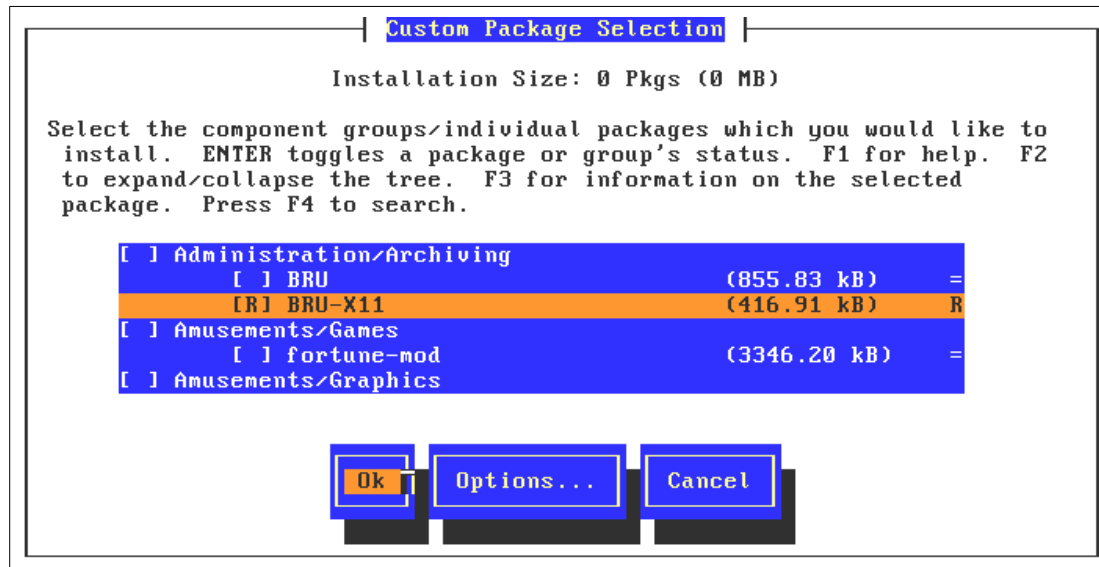 Custom Package Selection
Installation Size: 0 Pkgs (0 MB)
Select the component groups/individual packages which you would like to
install.  ENTER toggles a package or group's status.  F1 for help.  F2
to expand/collapse the tree.  F3 for information on the selected
package.  Press F4 to search.
[ ] Administration/Archiving
[ ] BRU (855.83 kB) =
[R] BRU-X11 (416.91 kB) R
[ ] Amusements/Games
[ ] fortune-mod (3346.20 kB) =
[ ] Amusements/Graphics
Ok Options... Cancel